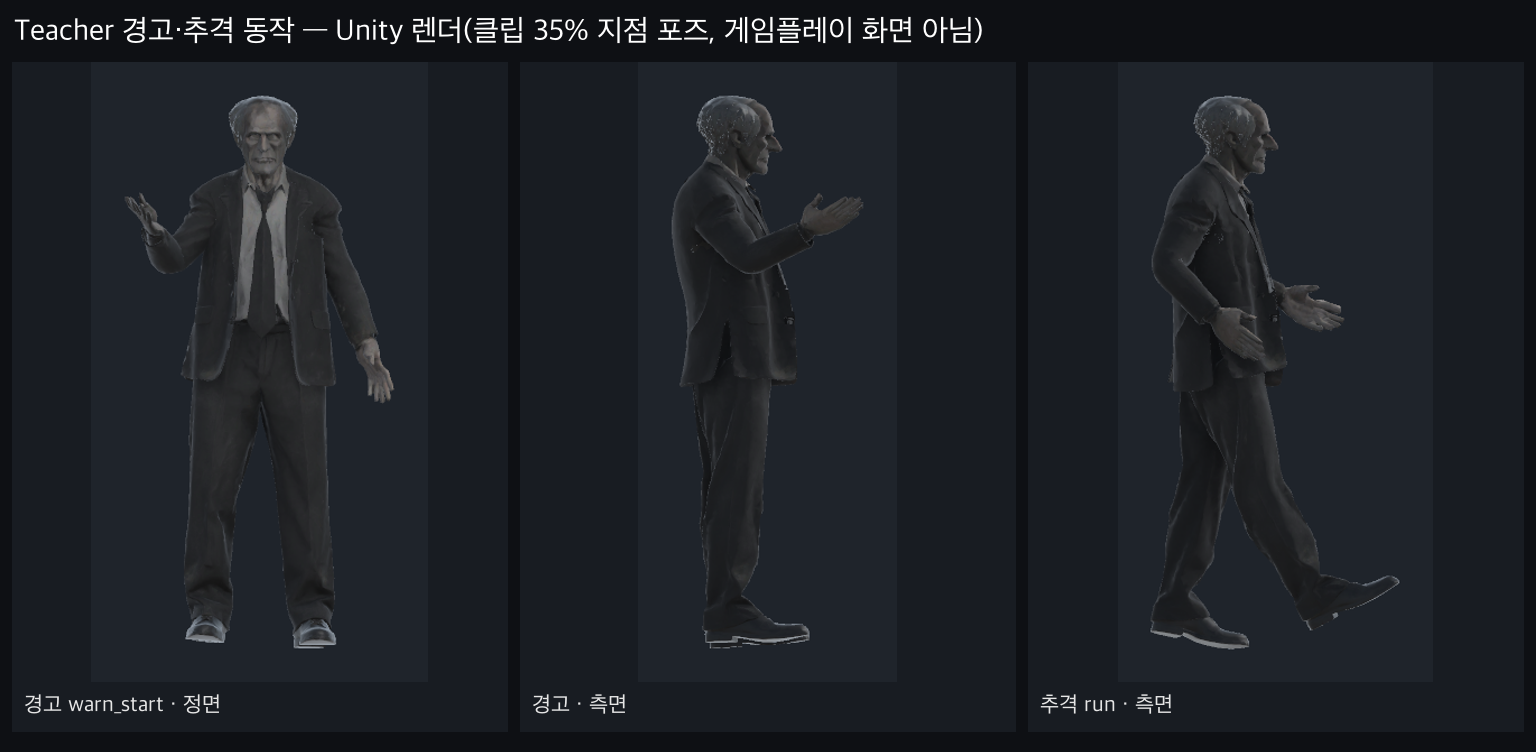 Teacher 경고·추격 동작 — Unity 렌더(클립 35% 지점 포즈, 게임플레이 화면 아님)
경고 warn_start · 정면
경고 · 측면
추격 run · 측면